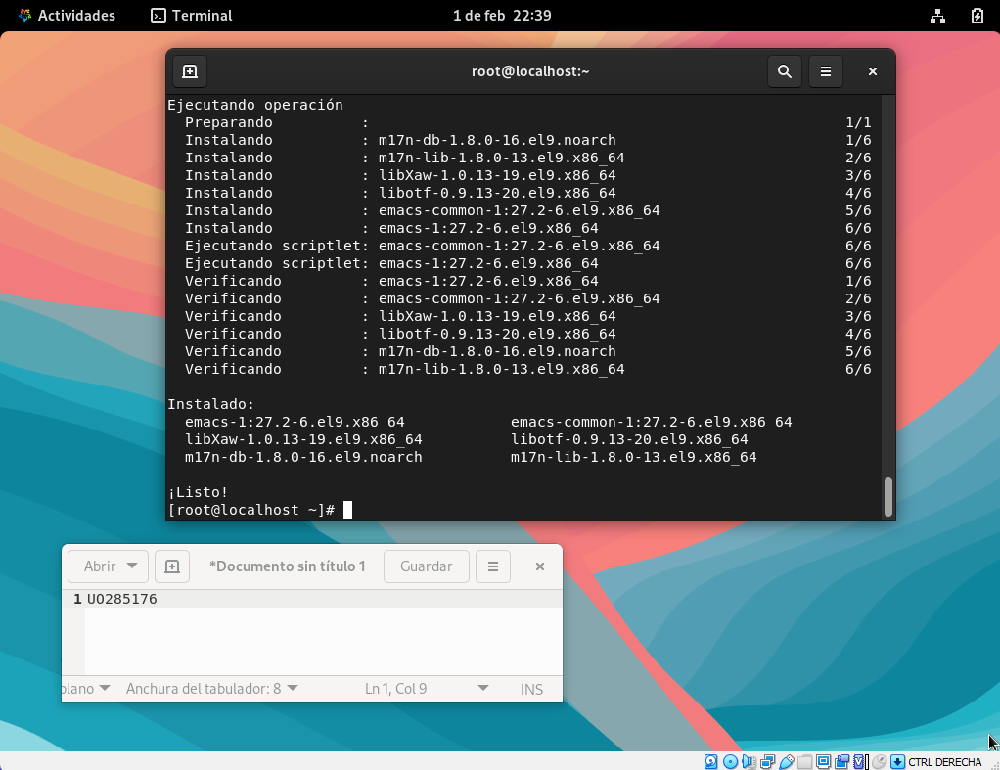 Actividades Terminal 1 de feb 22:39
root@localhost:~
Ejecutando operación
Preparando : 1/1
Instalando : m17n-db-1.8.0-16.el9.noarch 1/6
Instalando : m17n-lib-1.8.0-13.el9.x86_64 2/6
Instalando : libXaw-1.0.13-19.el9.x86_64 3/6
Instalando : libotf-0.9.13-20.el9.x86_64 4/6
Instalando : emacs-common-1:27.2-6.el9.x86_64 5/6
Instalando : emacs-1:27.2-6.el9.x86_64 6/6
Ejecutando scriptlet: emacs-common-1:27.2-6.el9.x86_64 6/6
Ejecutando scriptlet: emacs-1:27.2-6.el9.x86_64 6/6
Verificando : emacs-1:27.2-6.el9.x86_64 1/6
Verificando : emacs-common-1:27.2-6.el9.x86_64 2/6
Verificando : libXaw-1.0.13-19.el9.x86_64 3/6
Verificando : libotf-0.9.13-20.el9.x86_64 4/6
Verificando : m17n-db-1.8.0-16.el9.noarch 5/6
Verificando : m17n-lib-1.8.0-13.el9.x86_64 6/6
Instalado:
emacs-1:27.2-6.el9.x86_64 emacs-common-1:27.2-6.el9.x86_64
libXaw-1.0.13-19.el9.x86_64 libotf-0.9.13-20.el9.x86_64
m17n-db-1.8.0-16.el9.noarch m17n-lib-1.8.0-13.el9.x86_64
¡Listo!
[root@localhost ~]#
Abrir *Documento sin título 1 Guardar
1 UO285176
plano Anchura del tabulador: 8 Ln 1, Col 9 INS
CTRL DERECHA